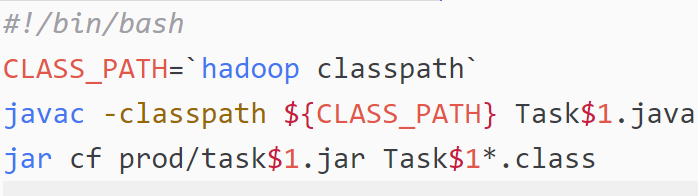 #!/bin/bash
CLASS_PATH=`hadoop classpath`
javac -classpath ${CLASS_PATH} Task$1.java
jar cf prod/task$1.jar Task$1*.class